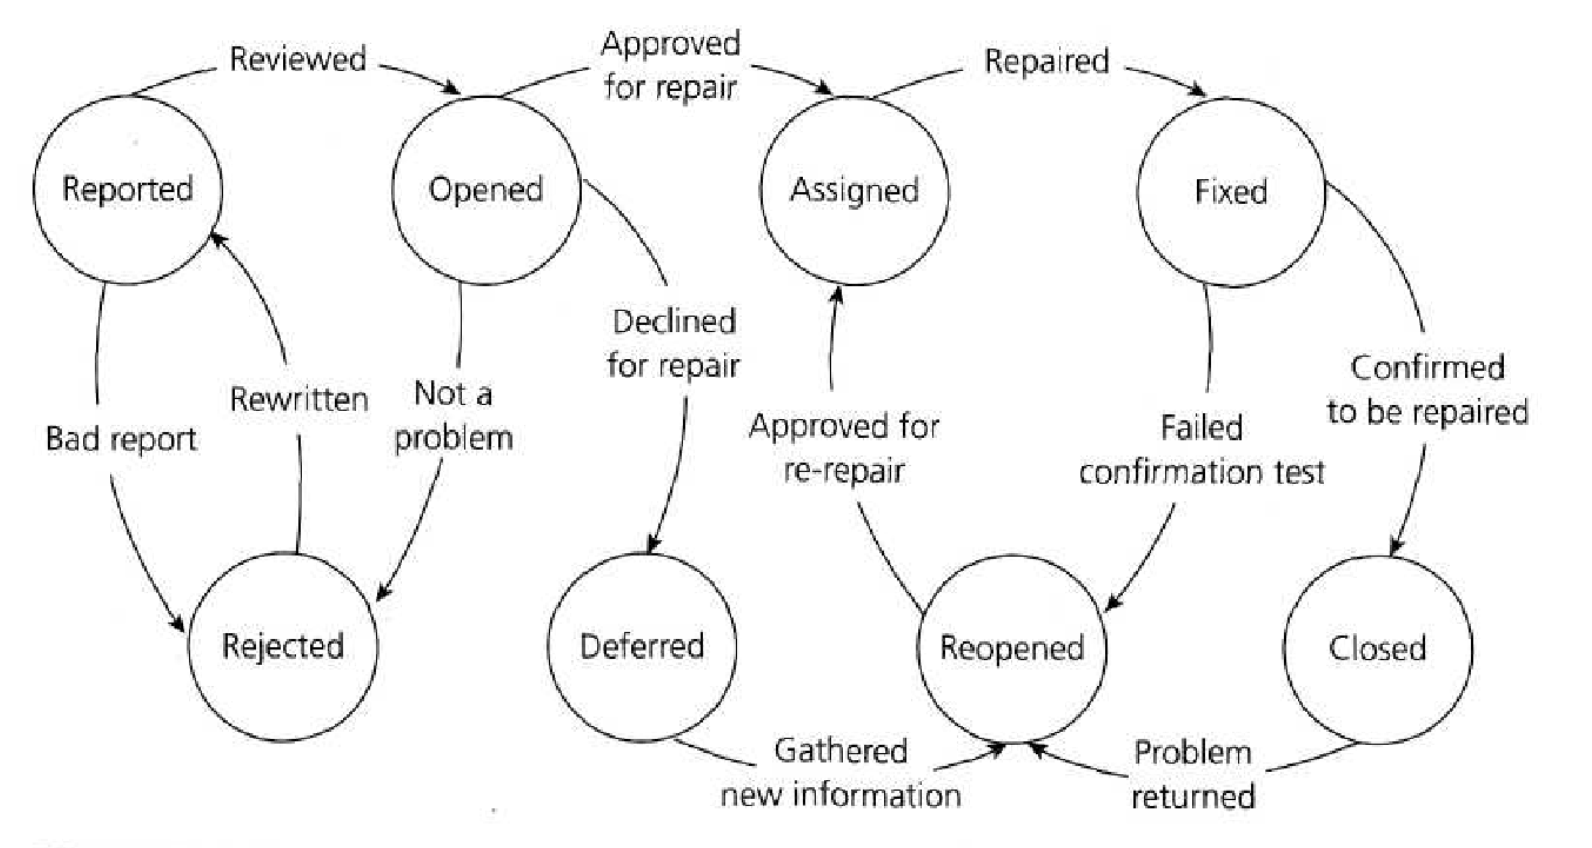 Reviewed
Approved
for repair
Repaired
Reported
Opened
Assigned
Fixed
Declined
for repair
Rewritten
Not a
problem
Bad report
Approved for
re-repair
Failed
confirmation test
Confirmed
to be repaired
Rejected
Deferred
Reopened
Closed
Gathered
new information
Problem
returned